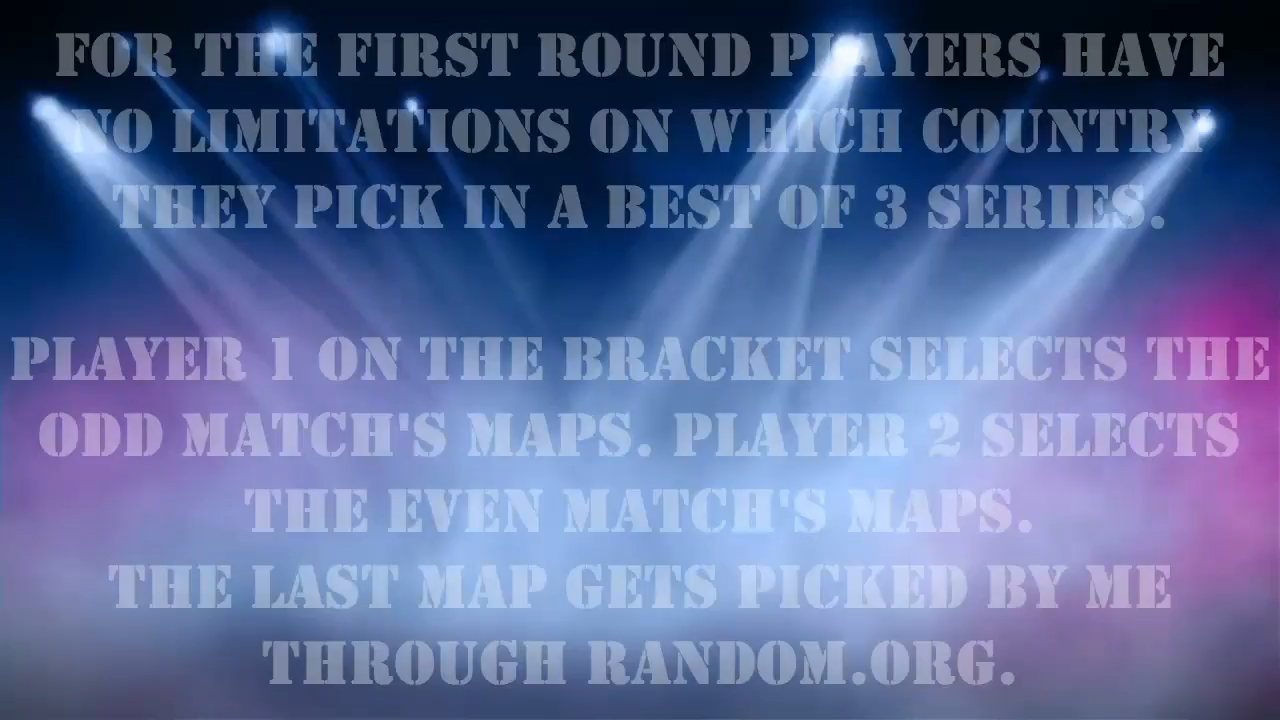 FOR THE FIRST ROUND PLAYERS HAVE
NO LIMITATIONS ON WHICH COUNTRY
THEY PICK IN A BEST OF 3 SERIES.
PLAYER 1 ON THE BRACKET SELECTS THE
ODD MATCH'S MAPS. PLAYER 2 SELECTS
THE EVEN MATCH'S MAPS.
THE LAST MAP GETS PICKED BY ME
THROUGH RANDOM.ORG.